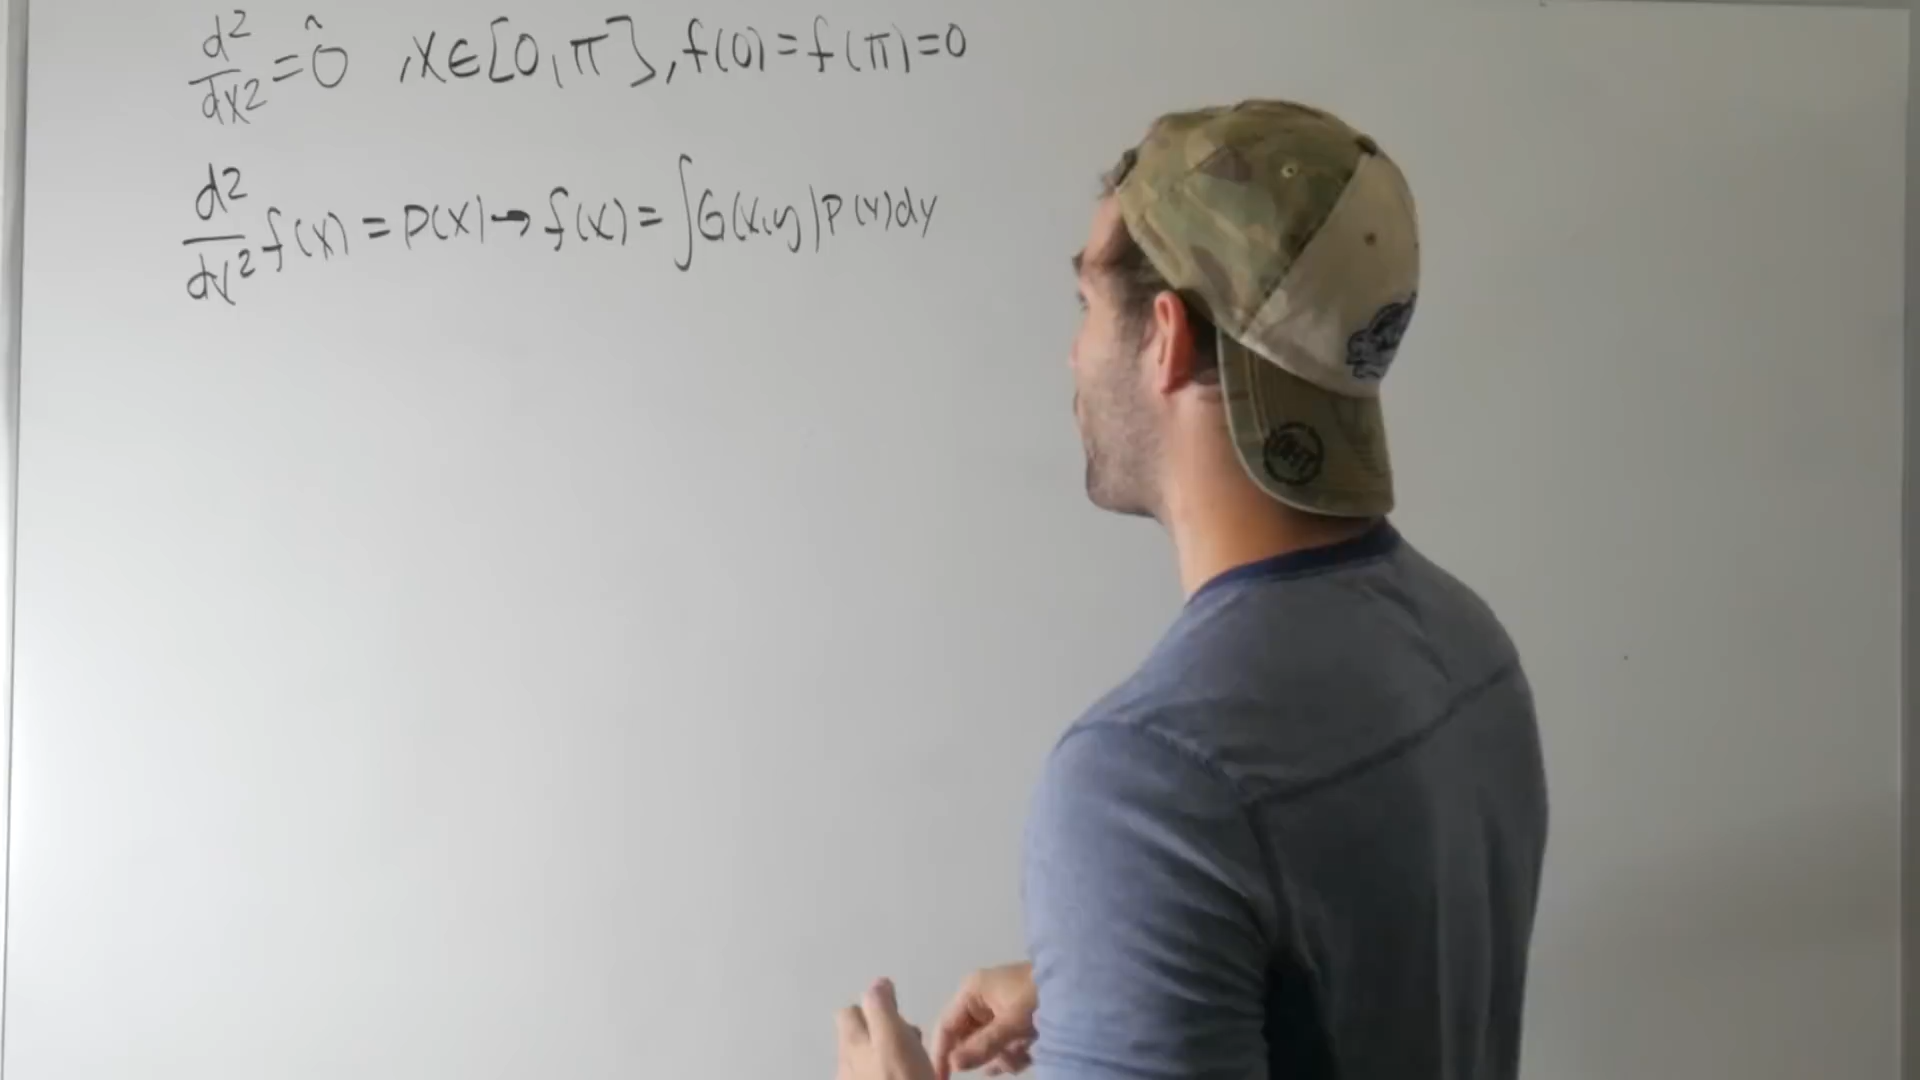 d²/dx² = ô , x∈[0,π], f(0) = f(π) = 0
d²/dx² f(x) = P(x) → f(x) = ∫G(x,y)P(y)dy